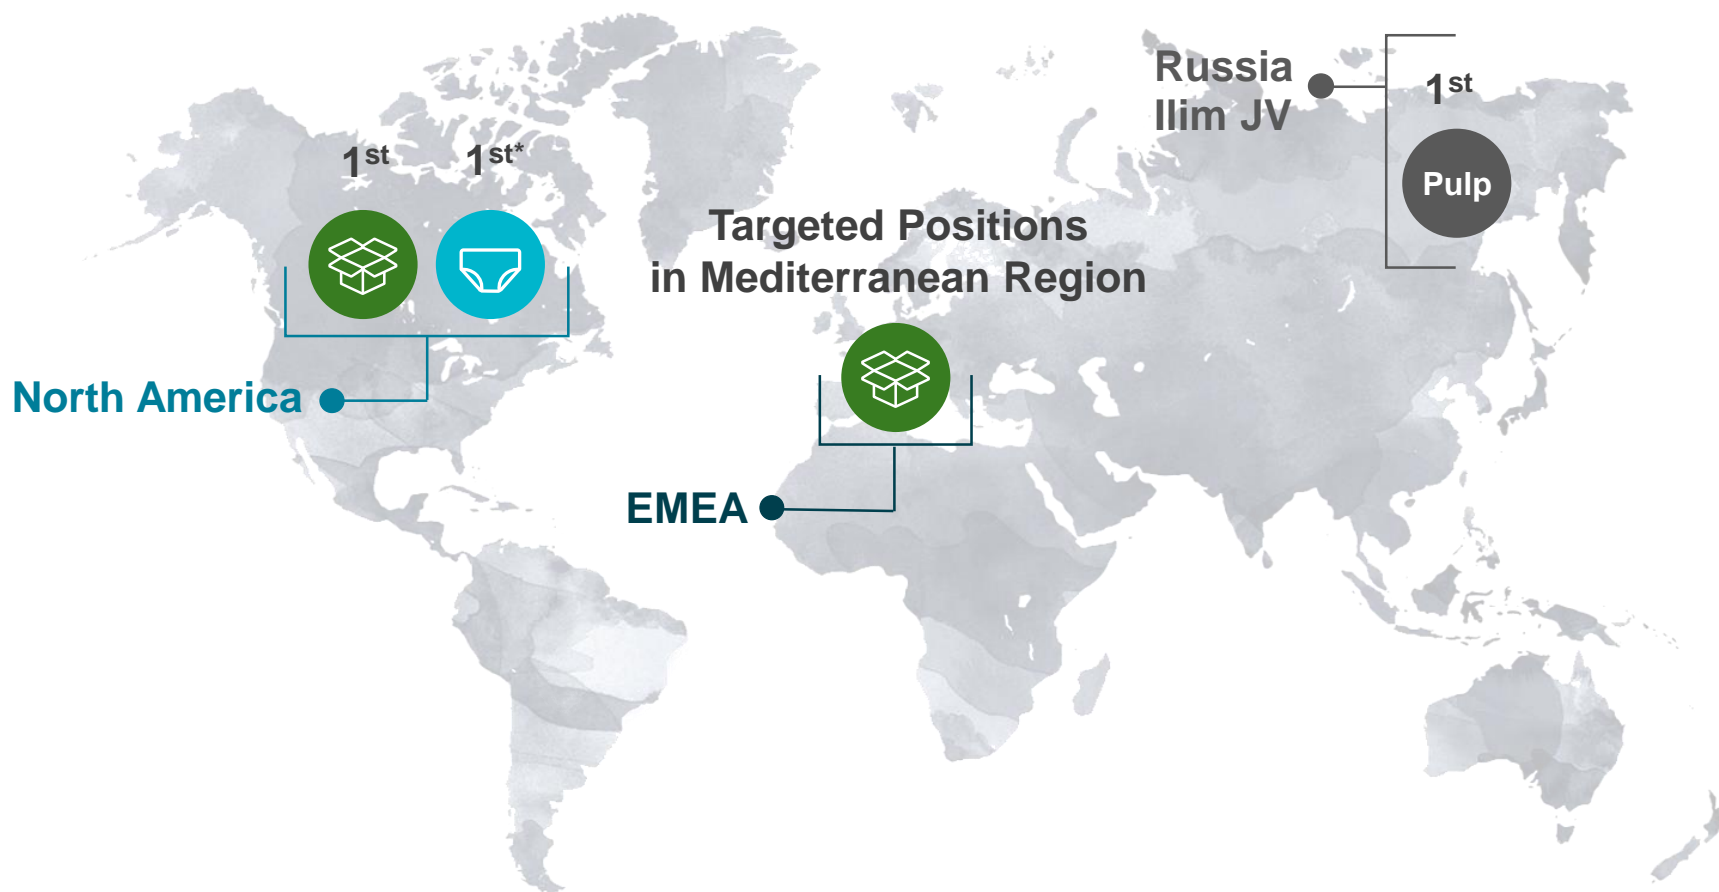 Russia
Ilim JV
1st
Pulp
1st
1st*
Targeted Positions
in Mediterranean Region
North America
EMEA